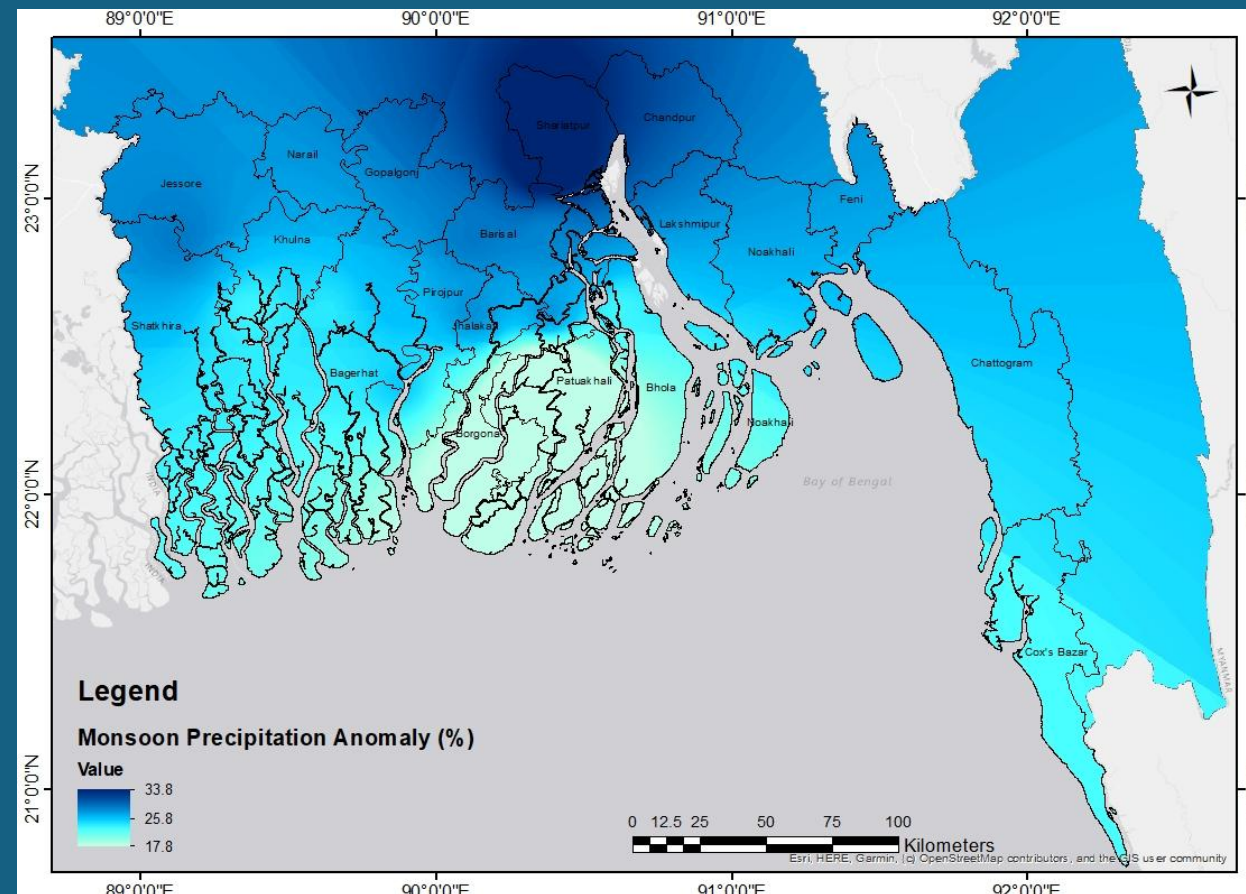 89°0'0"E 90°0'0"E 91°0'0"E 92°0'0"E
23°0'0"N
22°0'0"N
21°0'0"N
Shariatpur
Chandpur
Narail
Gopalgonj
Jessore
Feni
Lakshmipur
Barisal
Khulna
Noakhali
Pirojpur
Shatkhira
Jhalakati
Chattogram
Bagerhat
Patuakhali
Bhola
Noakhali
Borgona
Bay of Bengal
INDIA
INDIA
Cox's Bazar
MYANMAR
Legend
Monsoon Precipitation Anomaly (%)
Value
33.8
25.8
17.8
0 12.5 25 50 75 100
Kilometers
Esri, HERE, Garmin, (c) OpenStreetMap contributors, and the GIS user community
89°0'0"E 90°0'0"E 91°0'0"E 92°0'0"E